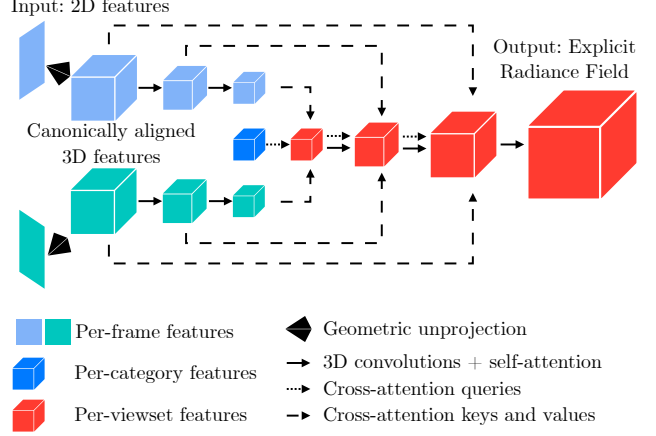 Input: 2D features
Output: Explicit
Radiance Field
Canonically aligned
3D features
Per-frame features
Per-category features
Per-viewset features
Geometric unprojection
3D convolutions + self-attention
Cross-attention queries
Cross-attention keys and values